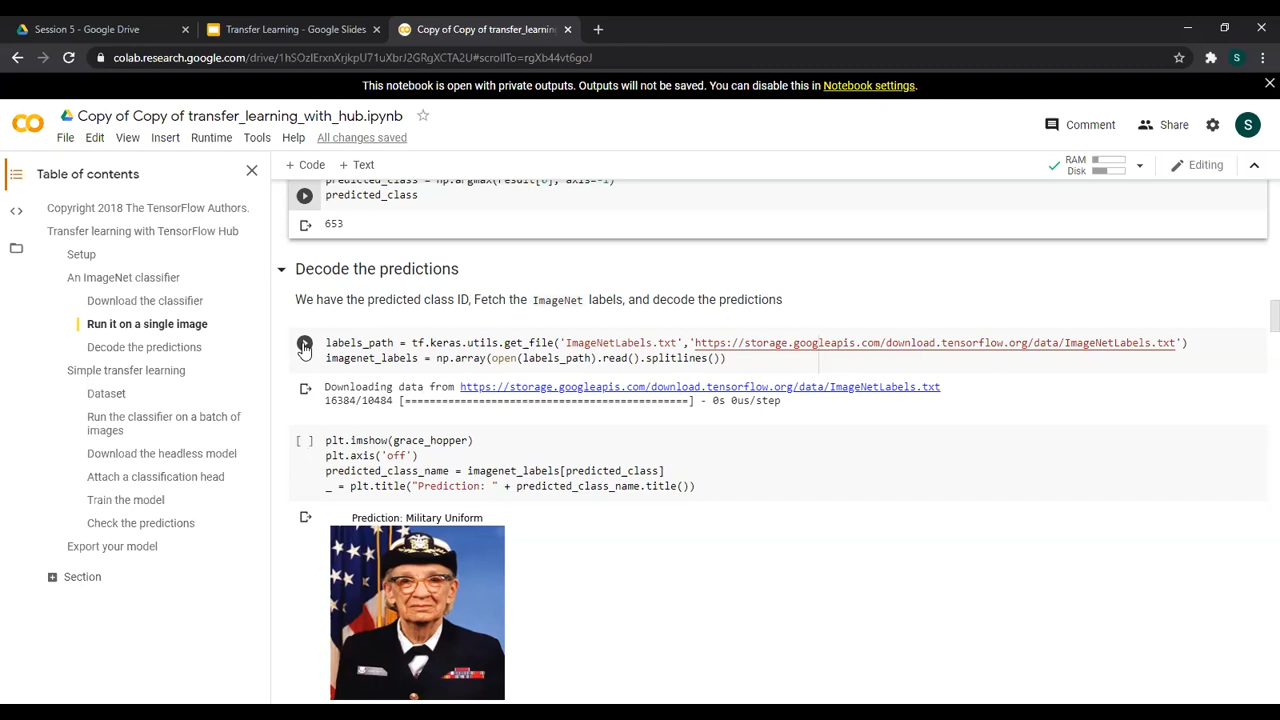 Session 5 - Google Drive
Transfer Learning - Google Slides
Copy of Copy of transfer_learnin
colab.research.google.com/drive/1hSOzIErxnXrjkpU71uXbrJ2GRgXCTA2U#scrollTo=rgXb44vt6goJ
S
This notebook is open with private outputs. Outputs will not be saved. You can disable this in Notebook settings.
Copy of Copy of transfer_learning_with_hub.ipynb
File Edit View Insert Runtime Tools Help All changes saved
Comment Share S
+ Code + Text
RAM
Disk
Editing
Table of contents
Copyright 2018 The TensorFlow Authors.
Transfer learning with TensorFlow Hub
Setup
An ImageNet classifier
Download the classifier
Run it on a single image
Decode the predictions
Simple transfer learning
Dataset
Run the classifier on a batch of
images
Download the headless model
Attach a classification head
Train the model
Check the predictions
Export your model
Section
predicted_class = np.argmax(result[0], axis=-1)
predicted_class
653
Decode the predictions
We have the predicted class ID, Fetch the ImageNet labels, and decode the predictions
labels_path = tf.keras.utils.get_file('ImageNetLabels.txt','https://storage.googleapis.com/download.tensorflow.org/data/ImageNetLabels.txt')
imagenet_labels = np.array(open(labels_path).read().splitlines())
Downloading data from https://storage.googleapis.com/download.tensorflow.org/data/ImageNetLabels.txt
16384/10484 [==============================================] - 0s 0us/step
[ ] plt.imshow(grace_hopper)
plt.axis('off')
predicted_class_name = imagenet_labels[predicted_class]
_ = plt.title("Prediction: " + predicted_class_name.title())
Prediction: Military Uniform